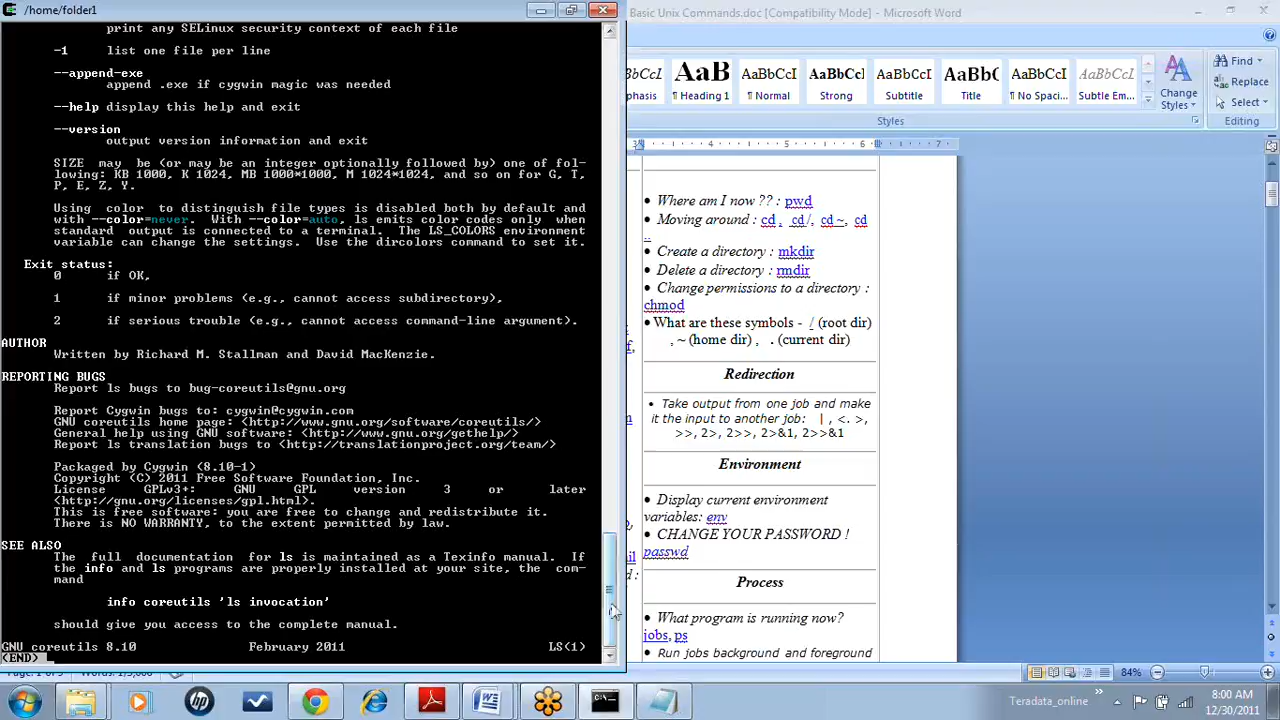 /home/folder1
print any SELinux security context of each file
-1 list one file per line
--append-exe
append .exe if cygwin magic was needed
--help display this help and exit
--version
output version information and exit
SIZE may be (or may be an integer optionally followed by) one of fol-
lowing: KB 1000, K 1024, MB 1000*1000, M 1024*1024, and so on for G, T,
P, E, Z, Y.
Using color to distinguish file types is disabled both by default and
with --color=never. With --color=auto, ls emits color codes only when
standard output is connected to a terminal. The LS_COLORS environment
variable can change the settings. Use the dircolors command to set it.
Exit status:
0 if OK,
1 if minor problems (e.g., cannot access subdirectory),
2 if serious trouble (e.g., cannot access command-line argument).
AUTHOR
Written by Richard M. Stallman and David MacKenzie.
REPORTING BUGS
Report ls bugs to bug-coreutils@gnu.org
Report Cygwin bugs to: cygwin@cygwin.com
GNU coreutils home page: <http://www.gnu.org/software/coreutils/>
General help using GNU software: <http://www.gnu.org/gethelp/>
Report ls translation bugs to <http://translationproject.org/team/>
Packaged by Cygwin (8.10-1)
Copyright (C) 2011 Free Software Foundation, Inc.
License GPLv3+: GNU GPL version 3 or later
<http://gnu.org/licenses/gpl.html>.
This is free software: you are free to change and redistribute it.
There is NO WARRANTY, to the extent permitted by law.
SEE ALSO
The full documentation for ls is maintained as a Texinfo manual. If
the info and ls programs are properly installed at your site, the com-
mand
info coreutils 'ls invocation'
should give you access to the complete manual.
GNU coreutils 8.10 February 2011 LS(1)
(END)
Basic Unix Commands.doc [Compatibility Mode] - Microsoft Word
AaBbCcI AaBbCcI AaBbCcI AaBbCcI AaBbCcI AaBbCcI
¶ Heading 1 ¶ Normal Strong Subtitle Title ¶ No Spaci... Subtle Em...
Change
Styles
Styles
Find
Replace
Select
Editing
3 4 5 6 7
• Where am I now ?? : pwd
• Moving around : cd , cd /, cd ~, cd
..
• Create a directory : mkdir
• Delete a directory : rmdir
• Change permissions to a directory :
chmod
• What are these symbols - / (root dir)
, ~ (home dir) , . (current dir)
Redirection
• Take output from one job and make
it the input to another job: | , <. >,
>>, 2>, 2>>, 2>&1, 2>>&1
Environment
• Display current environment
variables: env
• CHANGE YOUR PASSWORD !
passwd
Process
• What program is running now?
jobs, ps
• Run jobs background and foreground
84%
Teradata_online
8:00 AM
12/30/2011